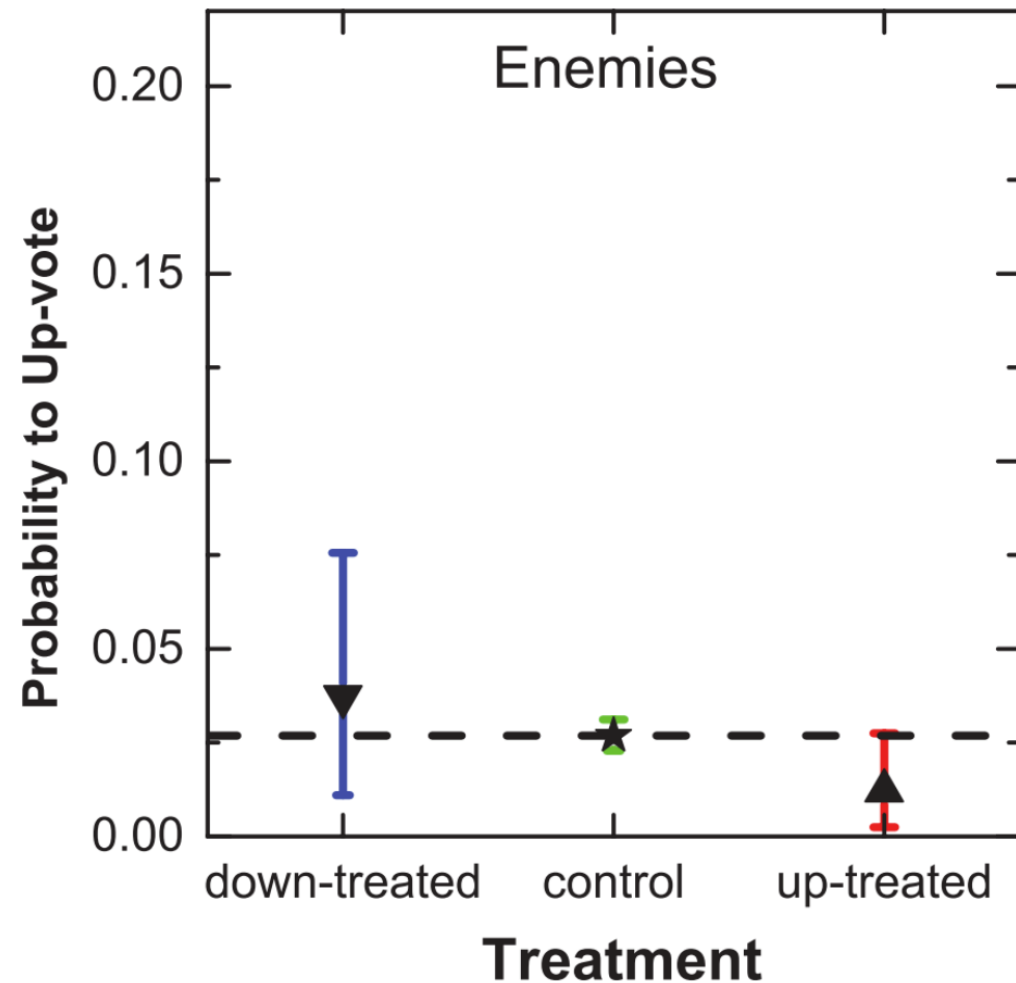 Enemies
Probability to Up-vote
0.20
0.15
0.10
0.05
0.00
down-treated control up-treated
Treatment